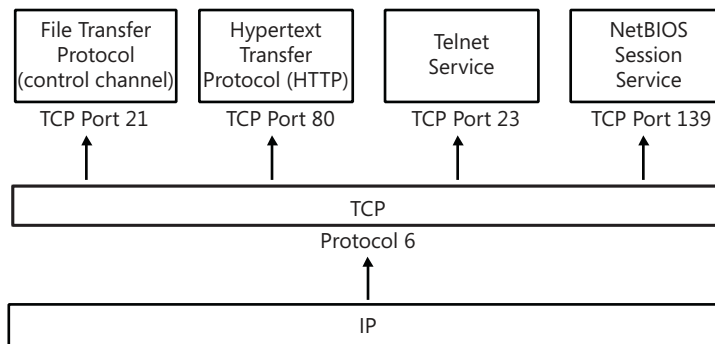 File Transfer
Protocol
(control channel)
Hypertext
Transfer
Protocol (HTTP)
Telnet
Service
NetBIOS
Session
Service
TCP Port 21
TCP Port 80
TCP Port 23
TCP Port 139
TCP
Protocol 6
IP